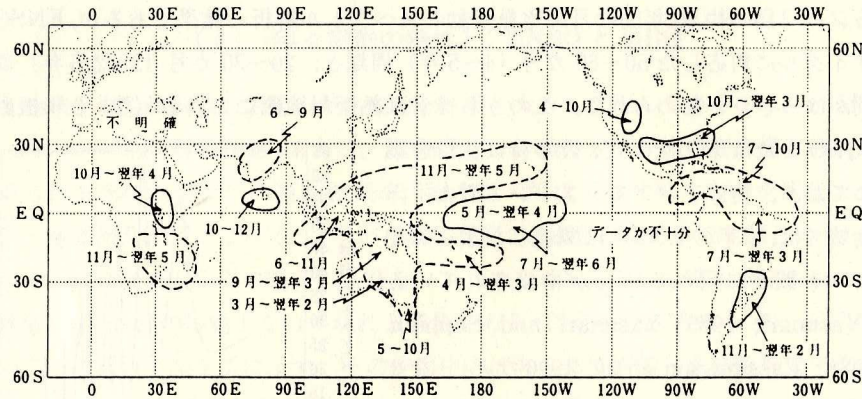 0 30E 60E 90E 120E 150E 180 150W 120W 90W 60W 30W
60N 60N
4～10月 10月～翌年3月
不明確 6～9月
30N 30N
11月～翌年5月 7～10月
10月～翌年4月
EQ 5月～翌年4月 EQ
10～12月 データが不十分
11月～翌年5月 6～11月 7月～翌年6月 7月～翌年3月
30S 9月～翌年3月 4月～翌年3月 30S
3月～翌年2月
5～10月 11月～翌年2月
60S 60S
0 30E 60E 90E 120E 150E 180 150W 120W 90W 60W 30W